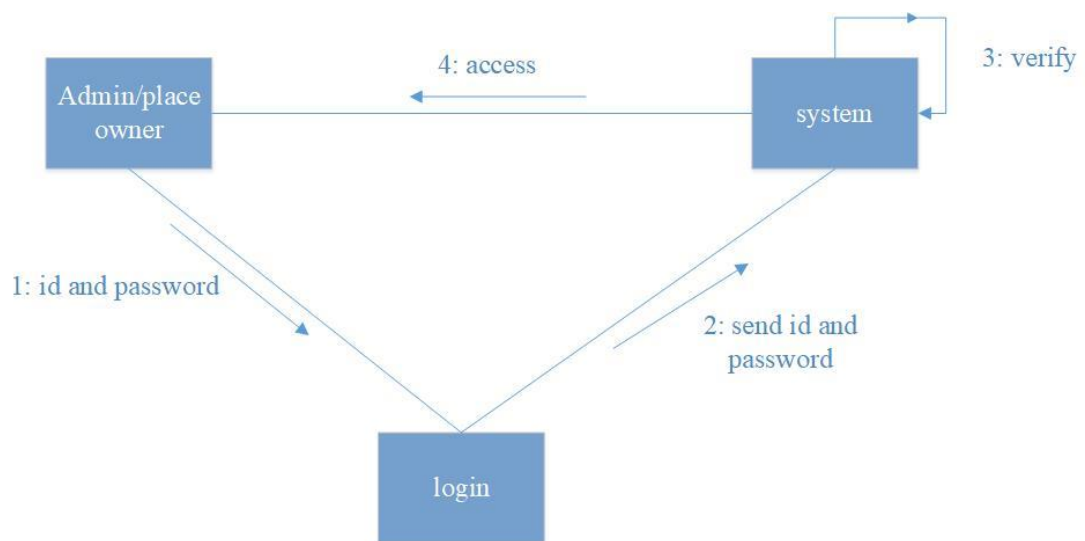 4: access
3: verify
Admin/place
owner
system
1: id and password
2: send id and
password
login